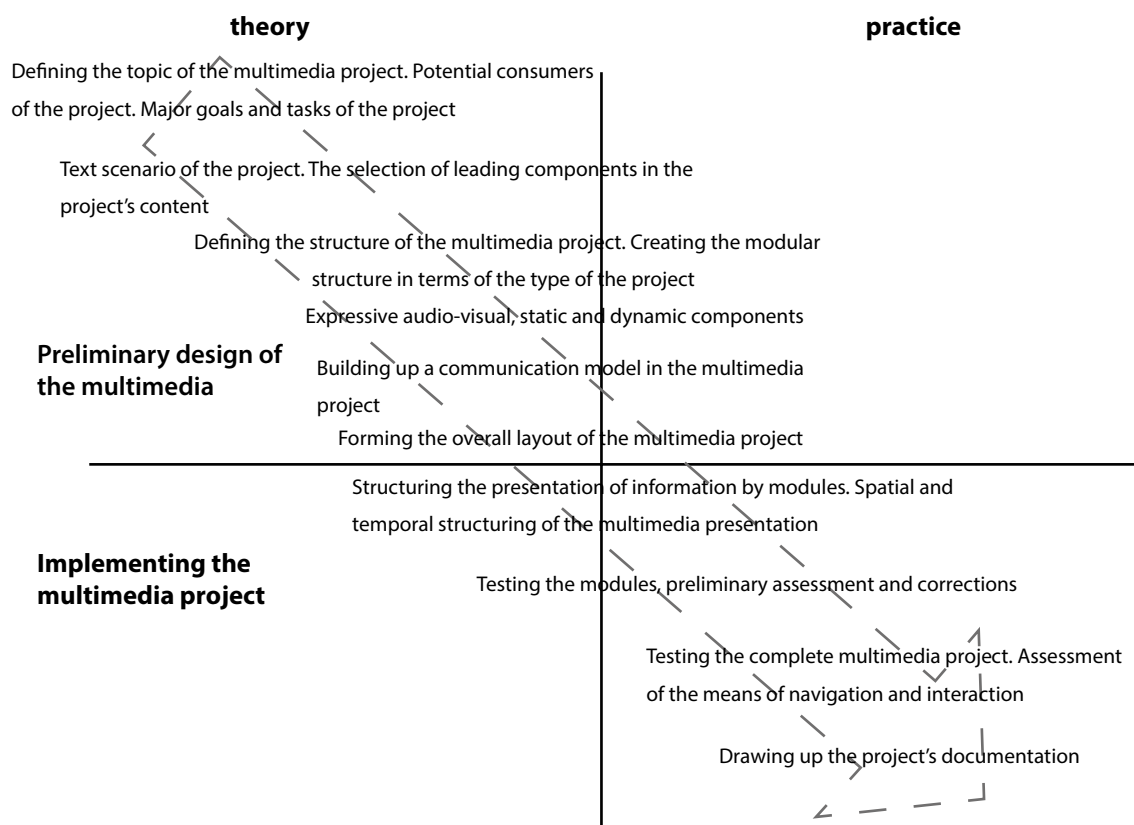 theory
practice
Defining the topic of the multimedia project. Potential consumers
of the project. Major goals and tasks of the project
Text scenario of the project. The selection of leading components in the
project's content
Defining the structure of the multimedia project. Creating the modular
structure in terms of the type of the project
Expressive audio-visual, static and dynamic components
Preliminary design of
the multimedia
Building up a communication model in the multimedia
project
Forming the overall layout of the multimedia project
Structuring the presentation of information by modules. Spatial and
temporal structuring of the multimedia presentation
Implementing the
multimedia project
Testing the modules, preliminary assessment and corrections
Testing the complete multimedia project. Assessment
of the means of navigation and interaction
Drawing up the project's documentation